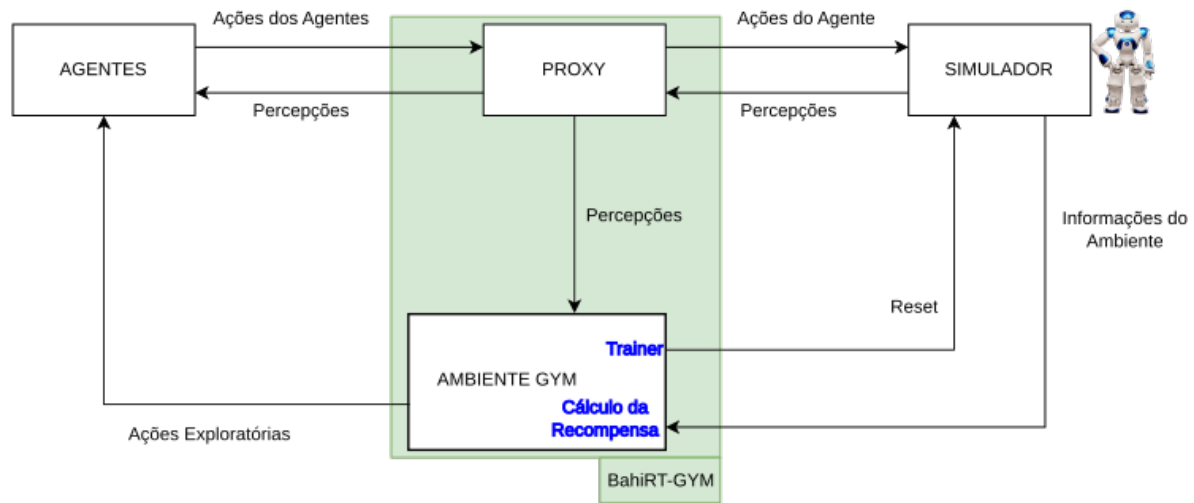 Ações dos Agentes
Ações do Agente
AGENTES
PROXY
SIMULADOR
Percepções
Percepções
Percepções
Informações do
Ambiente
Reset
Trainer
AMBIENTE GYM
Cálculo da
Recompensa
Ações Exploratórias
BahiRT-GYM